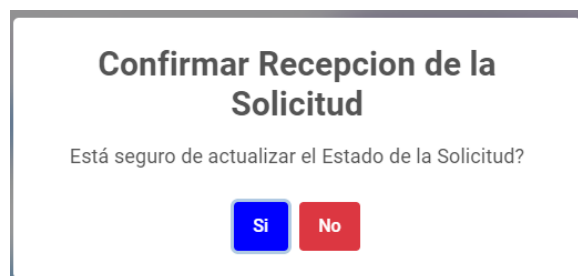 Confirmar Recepcion de la
Solicitud
Está seguro de actualizar el Estado de la Solicitud?
Si No